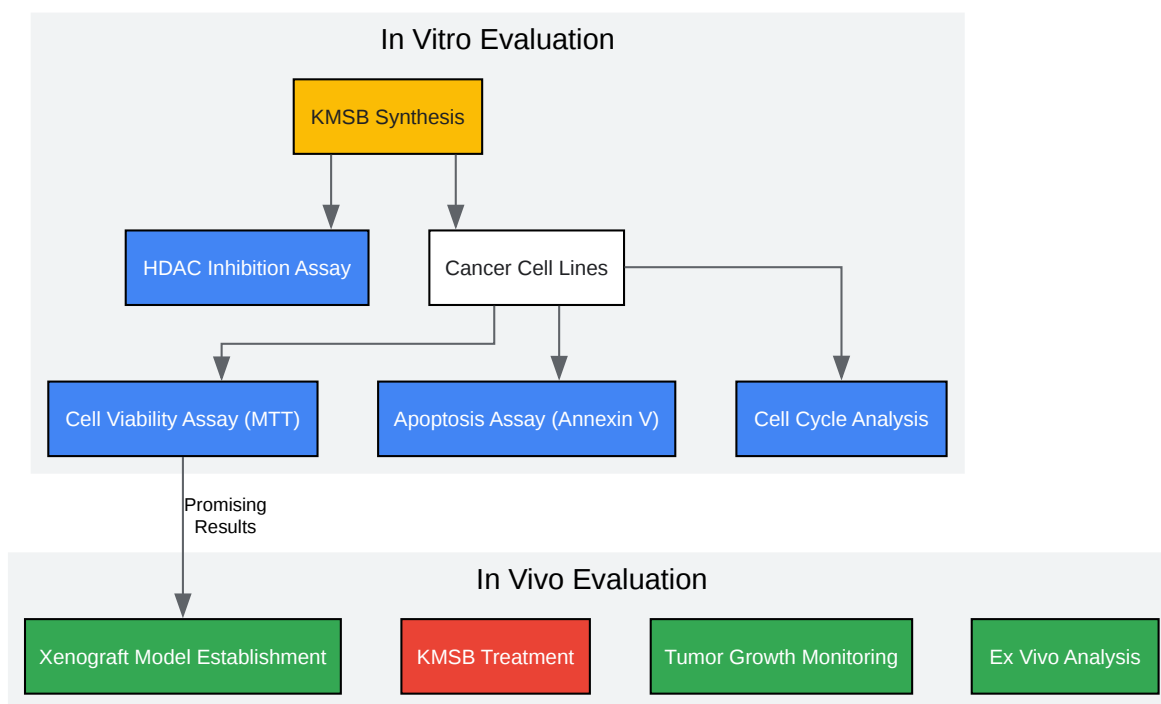 In Vitro Evaluation
KMSB Synthesis
HDAC Inhibition Assay
Cancer Cell Lines
Cell Viability Assay (MTT)
Apoptosis Assay (Annexin V)
Cell Cycle Analysis
Promising
Results
In Vivo Evaluation
Xenograft Model Establishment
KMSB Treatment
Tumor Growth Monitoring
Ex Vivo Analysis